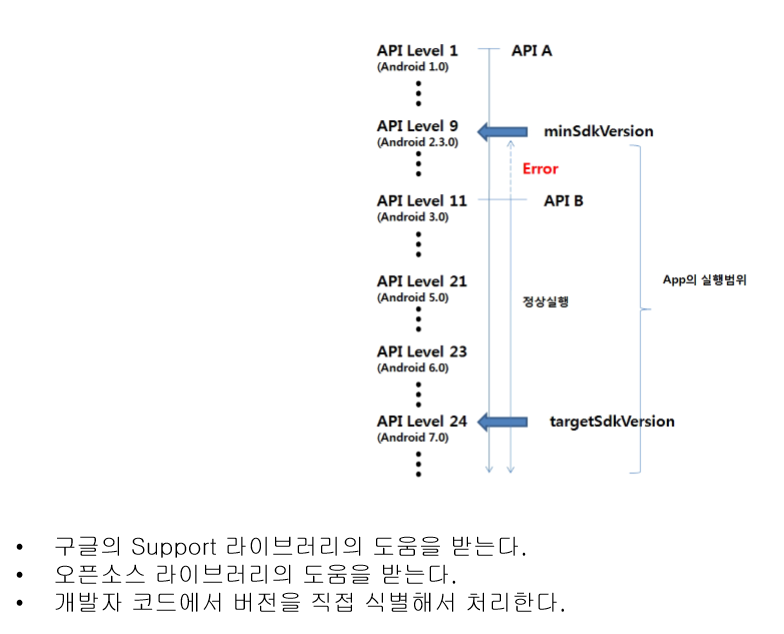 API Level 1
API A
(Android 1.0)
API Level 9
minSdkVersion
(Android 2.3.0)
Error
API Level 11
API B
(Android 3.0)
API Level 21
App의 실행범위
(Android 5.0)
정상실행
API Level 23
(Android 6.0)
API Level 24
targetSdkVersion
(Android 7.0)
• 구글의 Support 라이브러리의 도움을 받는다.
• 오픈소스 라이브러리의 도움을 받는다.
• 개발자 코드에서 버전을 직접 식별해서 처리한다.